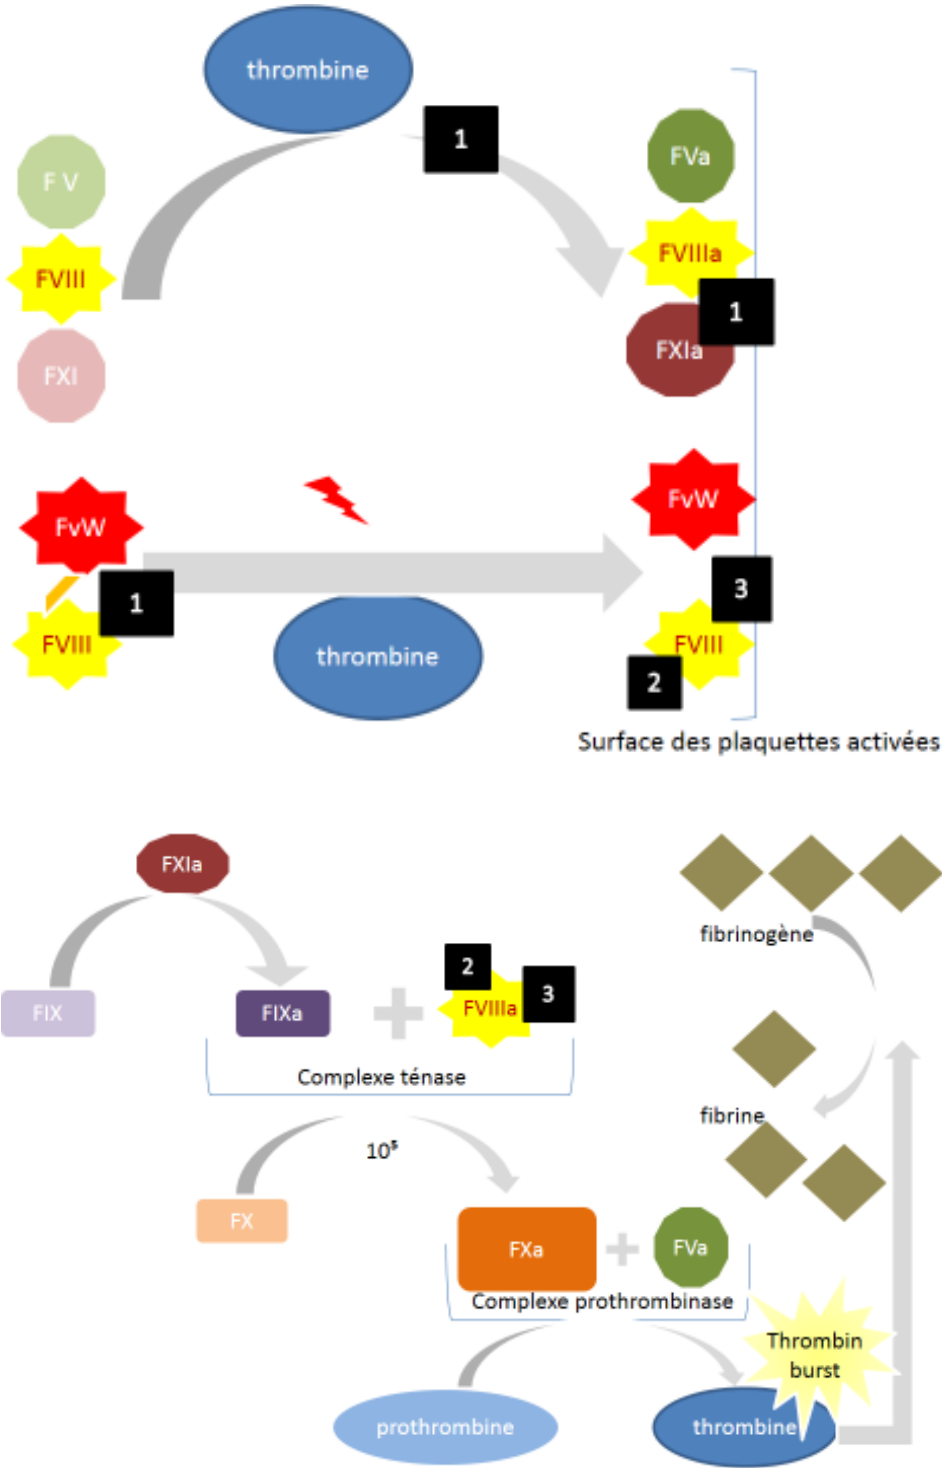 thrombine
1
F V
FVa
FVIII
FVIIIa
1
FXI
FXIa
FvW
FvW
1
3
FVIII
thrombine
FVIII
2
Surface des plaquettes activées
FXIa
fibrinogène
2
3
FIX
FIXa
FVIIIa
Complexe ténase
fibrine
10⁵
FX
FXa
FVa
Complexe prothrombinase
Thrombin
burst
prothrombine
thrombine